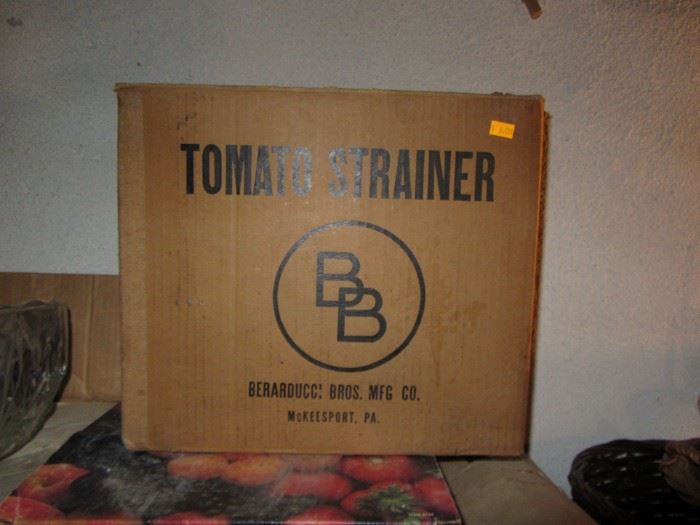 TOMATO STRAINER
BB
BERARDUCCI BROS. MFG CO.
McKEESPORT, PA.